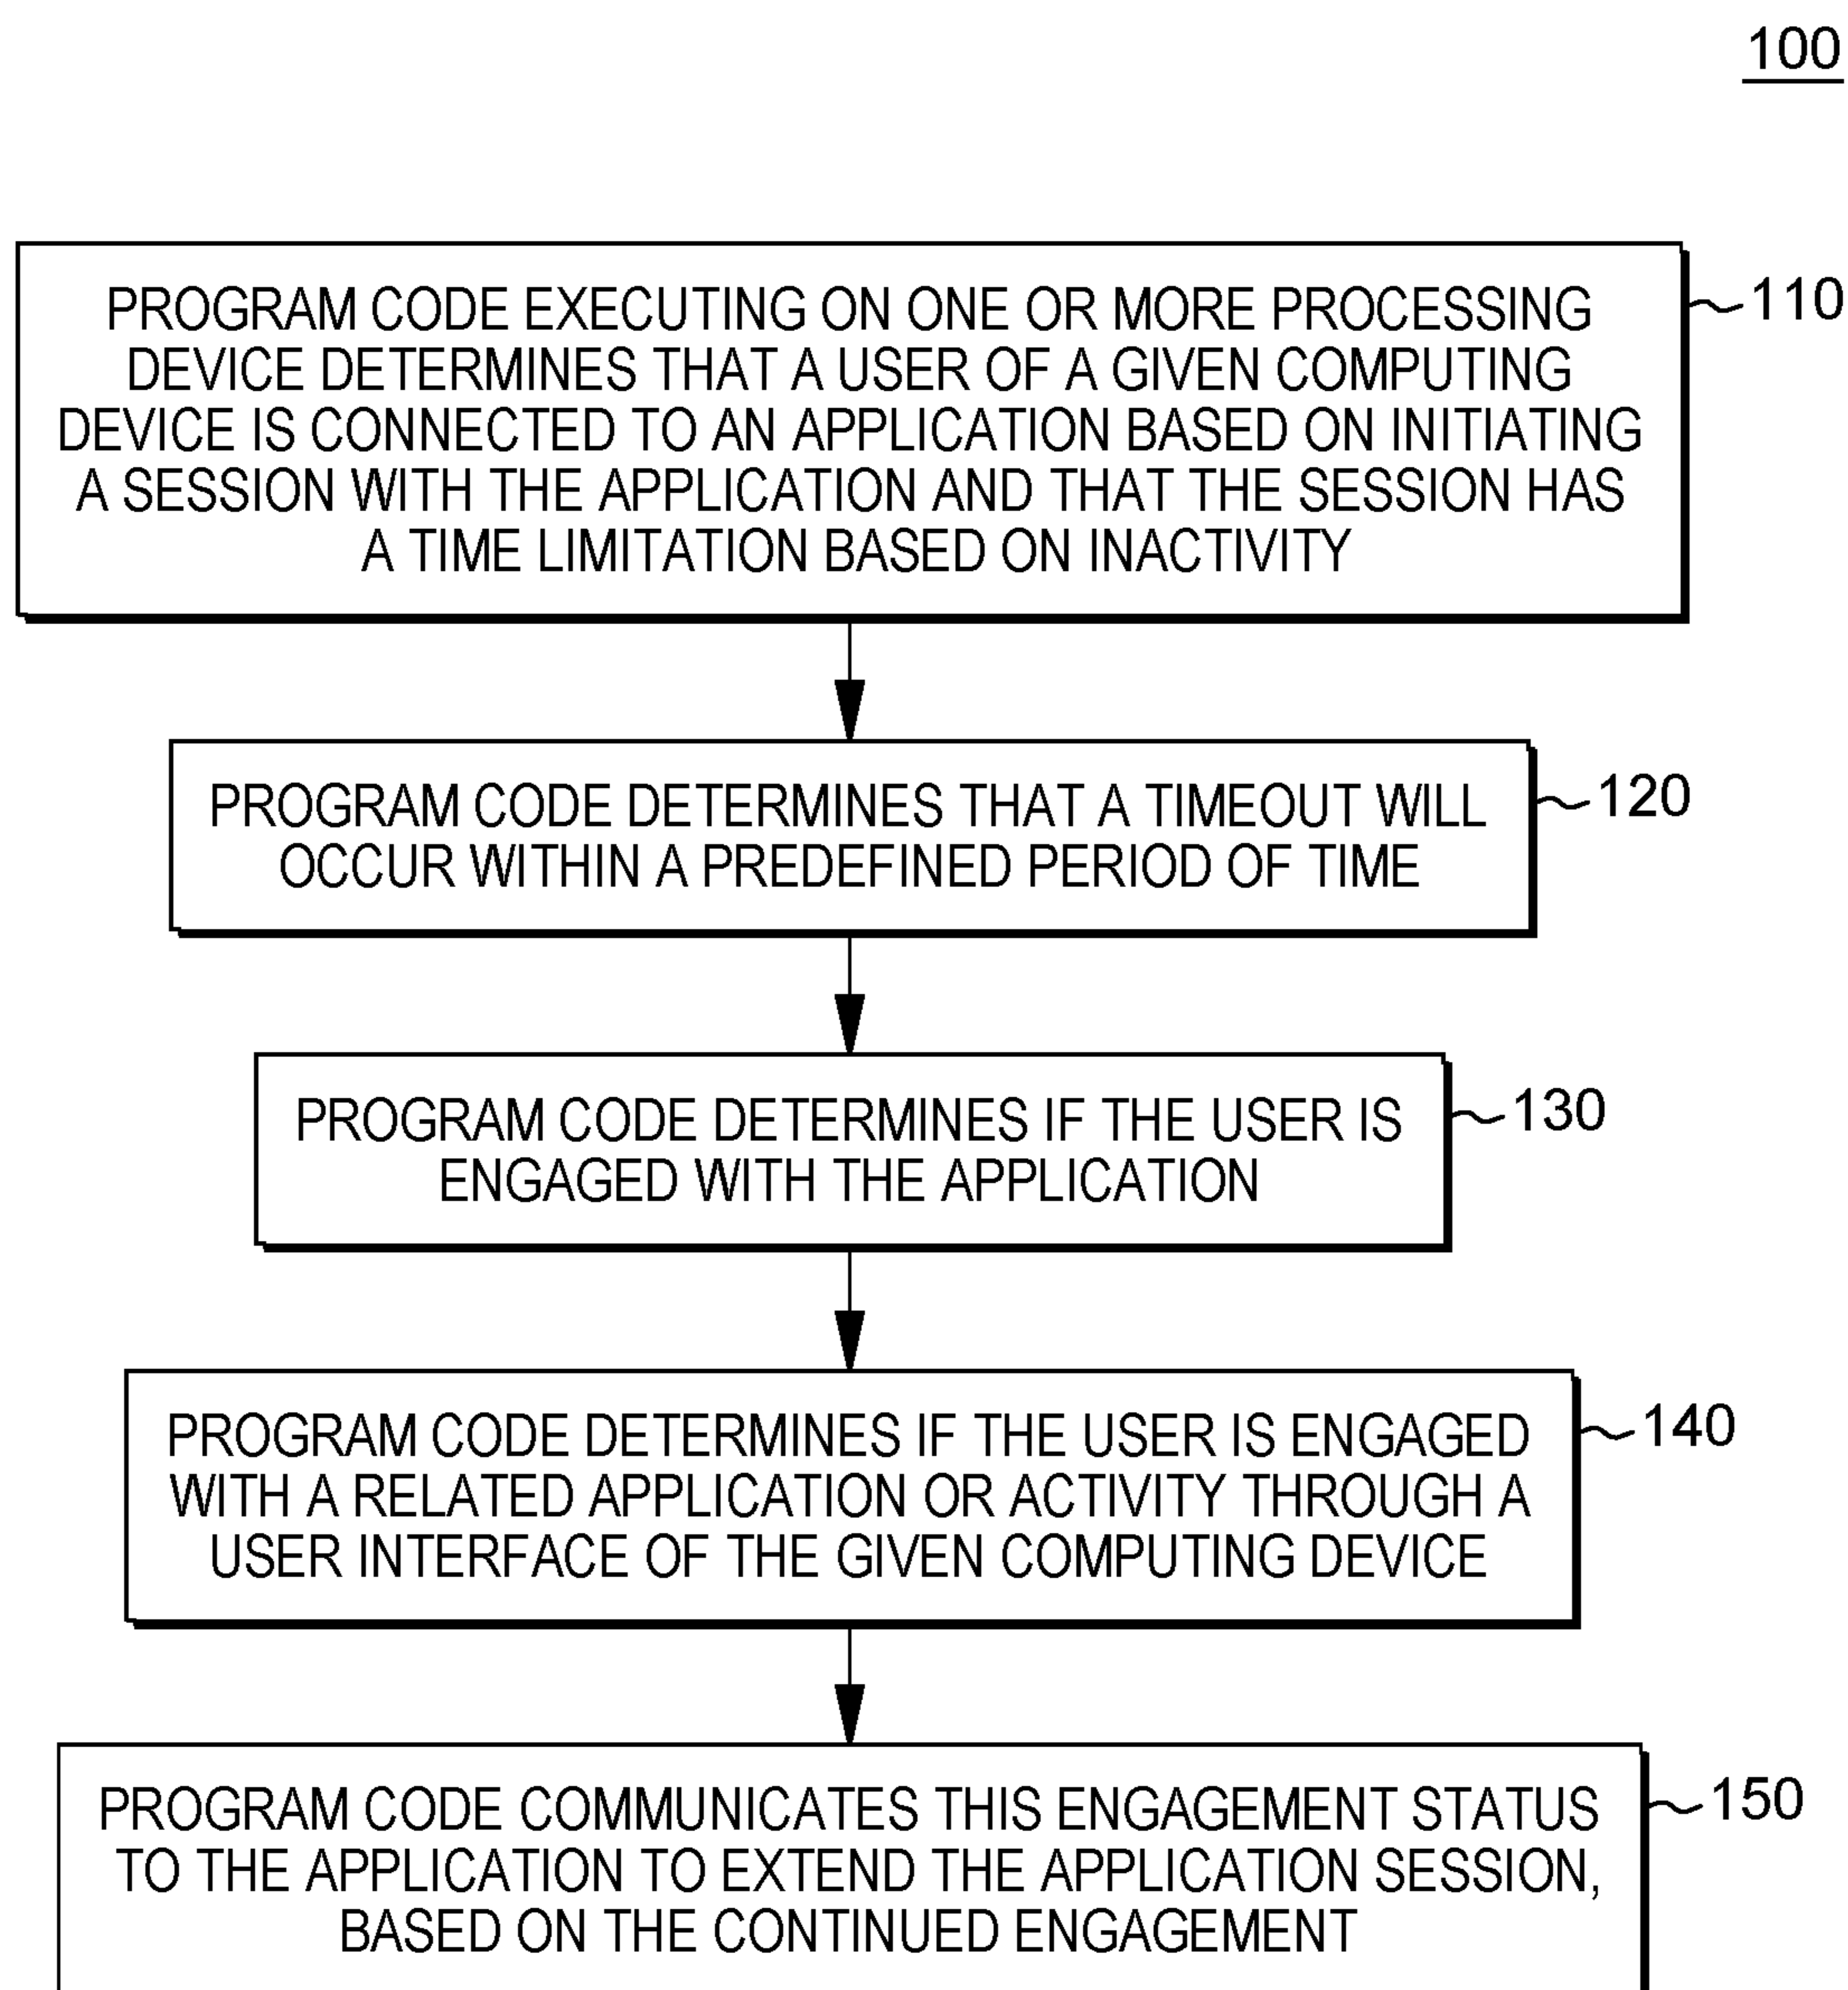 100
PROGRAM CODE EXECUTING ON ONE OR MORE PROCESSING
DEVICE DETERMINES THAT A USER OF A GIVEN COMPUTING
DEVICE IS CONNECTED TO AN APPLICATION BASED ON INITIATING
A SESSION WITH THE APPLICATION AND THAT THE SESSION HAS
A TIME LIMITATION BASED ON INACTIVITY
110
PROGRAM CODE DETERMINES THAT A TIMEOUT WILL
OCCUR WITHIN A PREDEFINED PERIOD OF TIME
120
PROGRAM CODE DETERMINES IF THE USER IS
ENGAGED WITH THE APPLICATION
130
PROGRAM CODE DETERMINES IF THE USER IS ENGAGED
WITH A RELATED APPLICATION OR ACTIVITY THROUGH A
USER INTERFACE OF THE GIVEN COMPUTING DEVICE
140
PROGRAM CODE COMMUNICATES THIS ENGAGEMENT STATUS
TO THE APPLICATION TO EXTEND THE APPLICATION SESSION,
BASED ON THE CONTINUED ENGAGEMENT
150